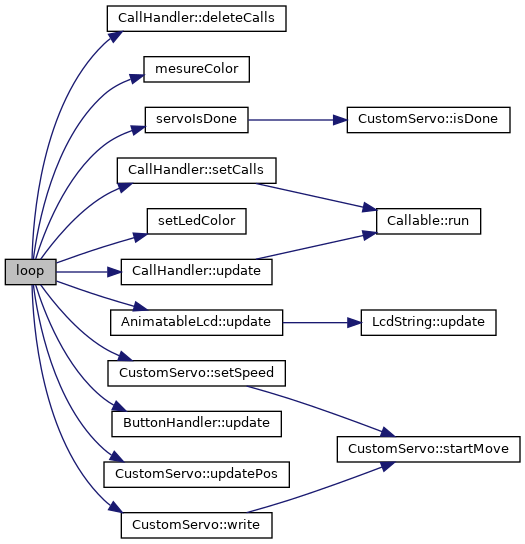 CallHandler::deleteCalls
mesureColor
servoIsDone
CustomServo::isDone
CallHandler::setCalls
setLedColor
Callable::run
loop
CallHandler::update
AnimatableLcd::update
LcdString::update
CustomServo::setSpeed
ButtonHandler::update
CustomServo::startMove
CustomServo::updatePos
CustomServo::write